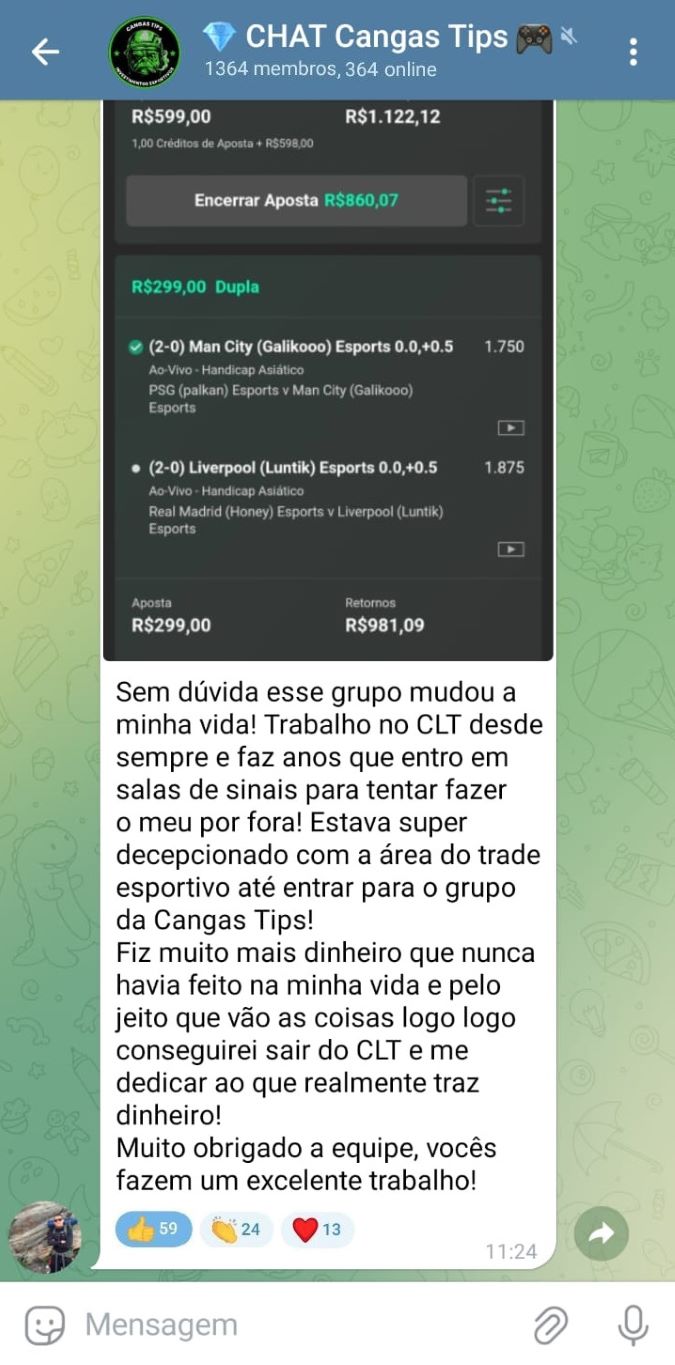 💎 CHAT Cangas Tips 🎮
1364 membros, 364 online
CANGAS TIPS
INVESTIMENTOS ESPORTIVOS
R$599,00 R$1.122,12
1,00 Créditos de Aposta + R$598,00
Encerrar Aposta R$860,07
R$299,00 Dupla
(2-0) Man City (Galikooo) Esports 0.0,+0.5 1.750
Ao-Vivo - Handicap Asiático
PSG (palkan) Esports v Man City (Galikooo)
Esports
(2-0) Liverpool (Luntik) Esports 0.0,+0.5 1.875
Ao-Vivo - Handicap Asiático
Real Madrid (Honey) Esports v Liverpool (Luntik)
Esports
Aposta Retornos
R$299,00 R$981,09
Sem dúvida esse grupo mudou a
minha vida! Trabalho no CLT desde
sempre e faz anos que entro em
salas de sinais para tentar fazer
o meu por fora! Estava super
decepcionado com a área do trade
esportivo até entrar para o grupo
da Cangas Tips!
Fiz muito mais dinheiro que nunca
havia feito na minha vida e pelo
jeito que vão as coisas logo logo
conseguirei sair do CLT e me
dedicar ao que realmente traz
dinheiro!
Muito obrigado a equipe, vocês
fazem um excelente trabalho!
👍 59 👏 24 ❤️ 13
11:24
Mensagem